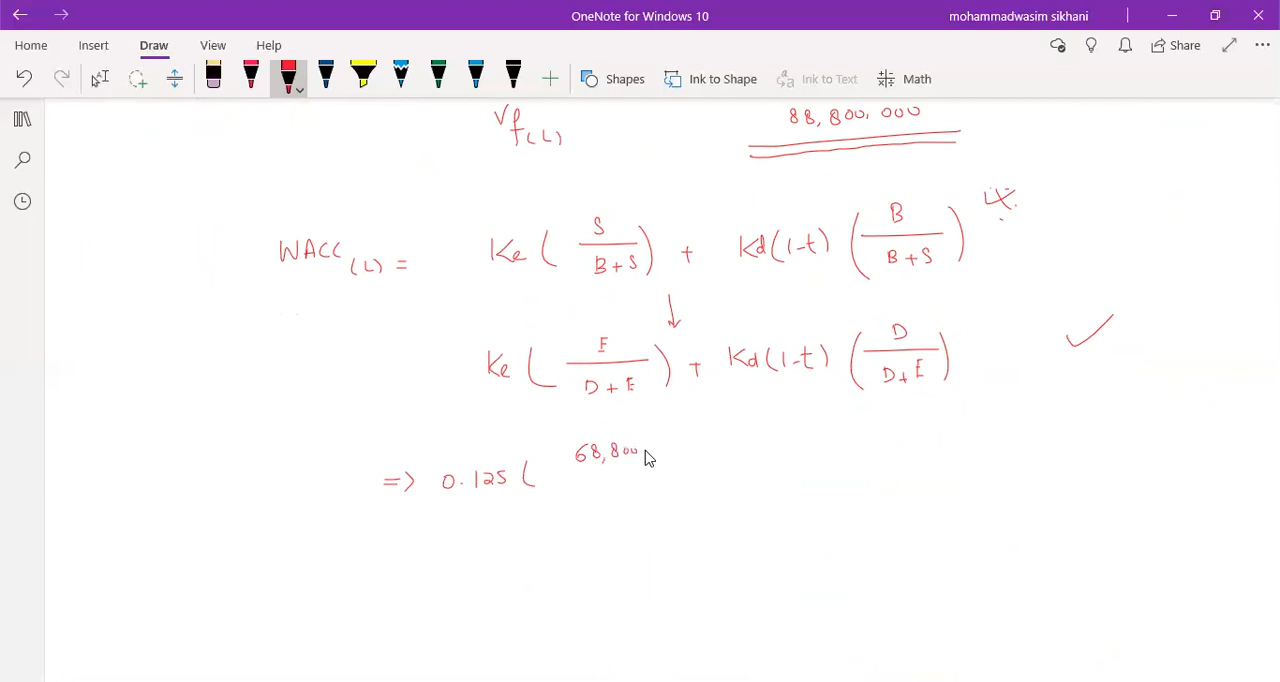 OneNote for Windows 10
mohammadwasim sikhani
Home Insert Draw View Help
Share
Shapes
Ink to Shape
Ink to Text
Math
Vf(L) 88,800,000
WACC(L) = Ke ( S / B+S ) + Kd(1-t) ( B / B+S )
Ke ( E / D+E ) + Kd(1-t) ( D / D+E ) ✓
=> 0.125 ( 68,800